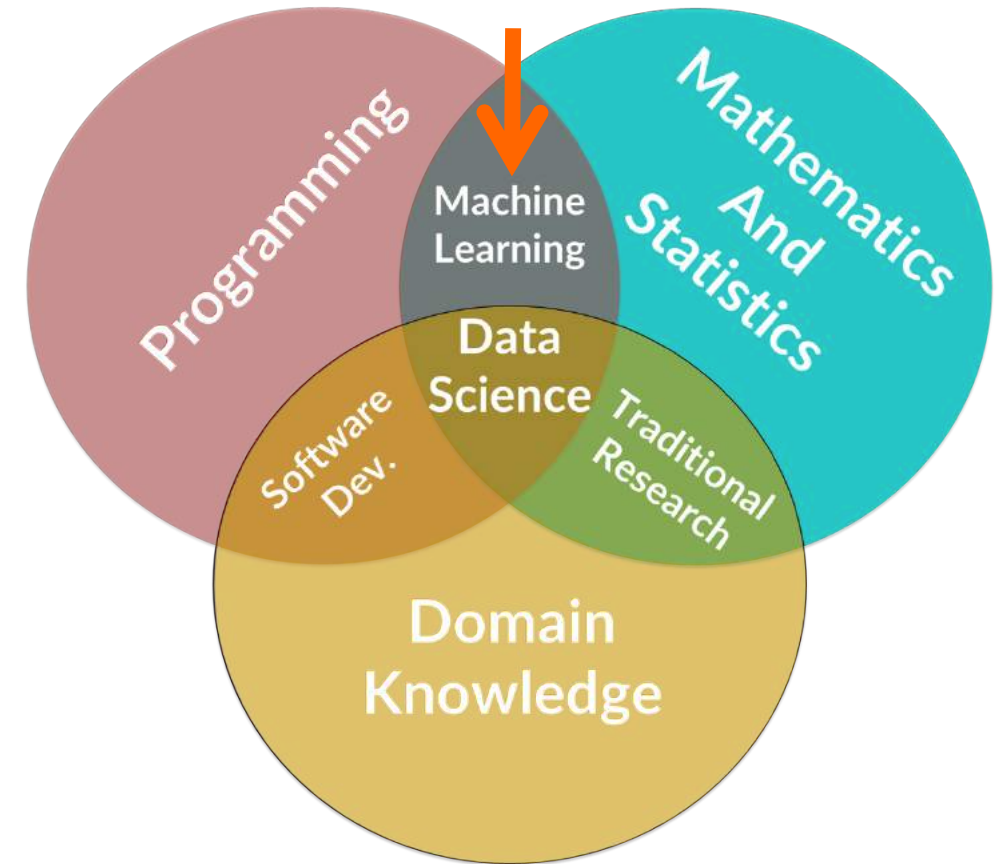 Programming
Mathematics
And
Statistics
Machine
Learning
Data
Science
Software
Dev.
Traditional
Research
Domain
Knowledge